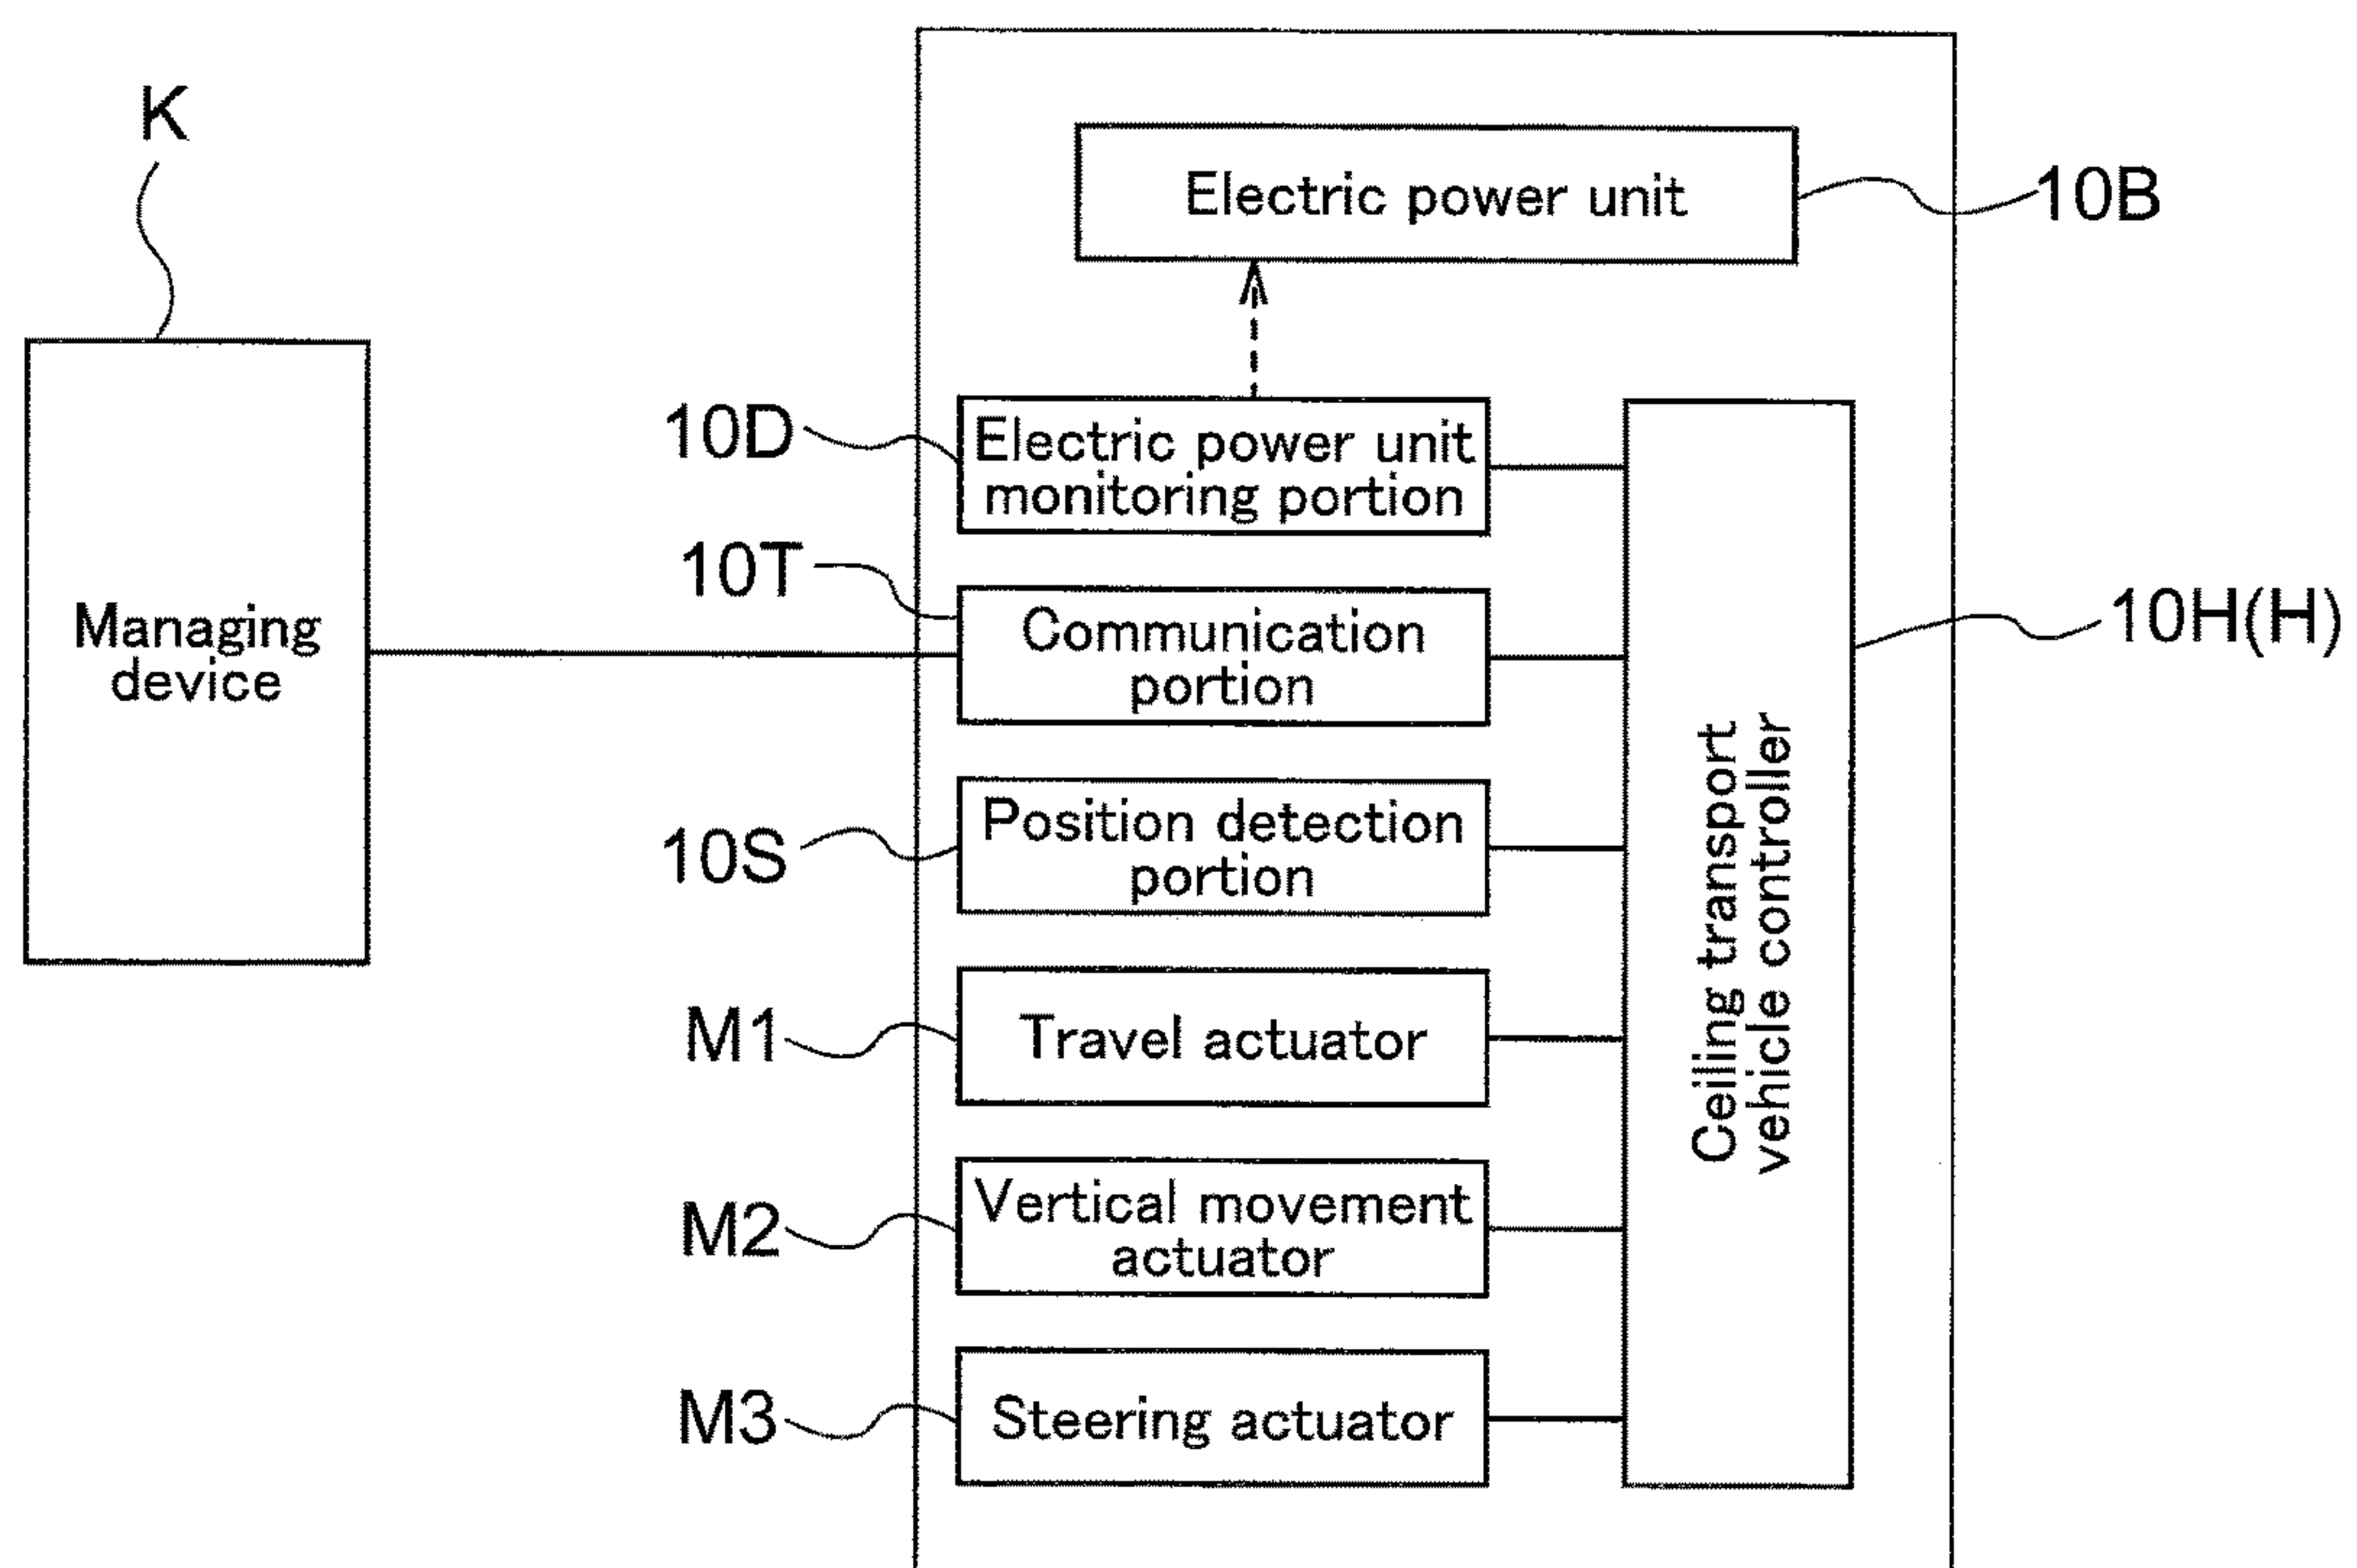 K
Electric power unit
10B
10D
Electric power unit
monitoring portion
10T
Communication
portion
10H(H)
Managing
device
10S
Position detection
portion
Ceiling transport
vehicle controller
M1
Travel actuator
M2
Vertical movement
actuator
M3
Steering actuator